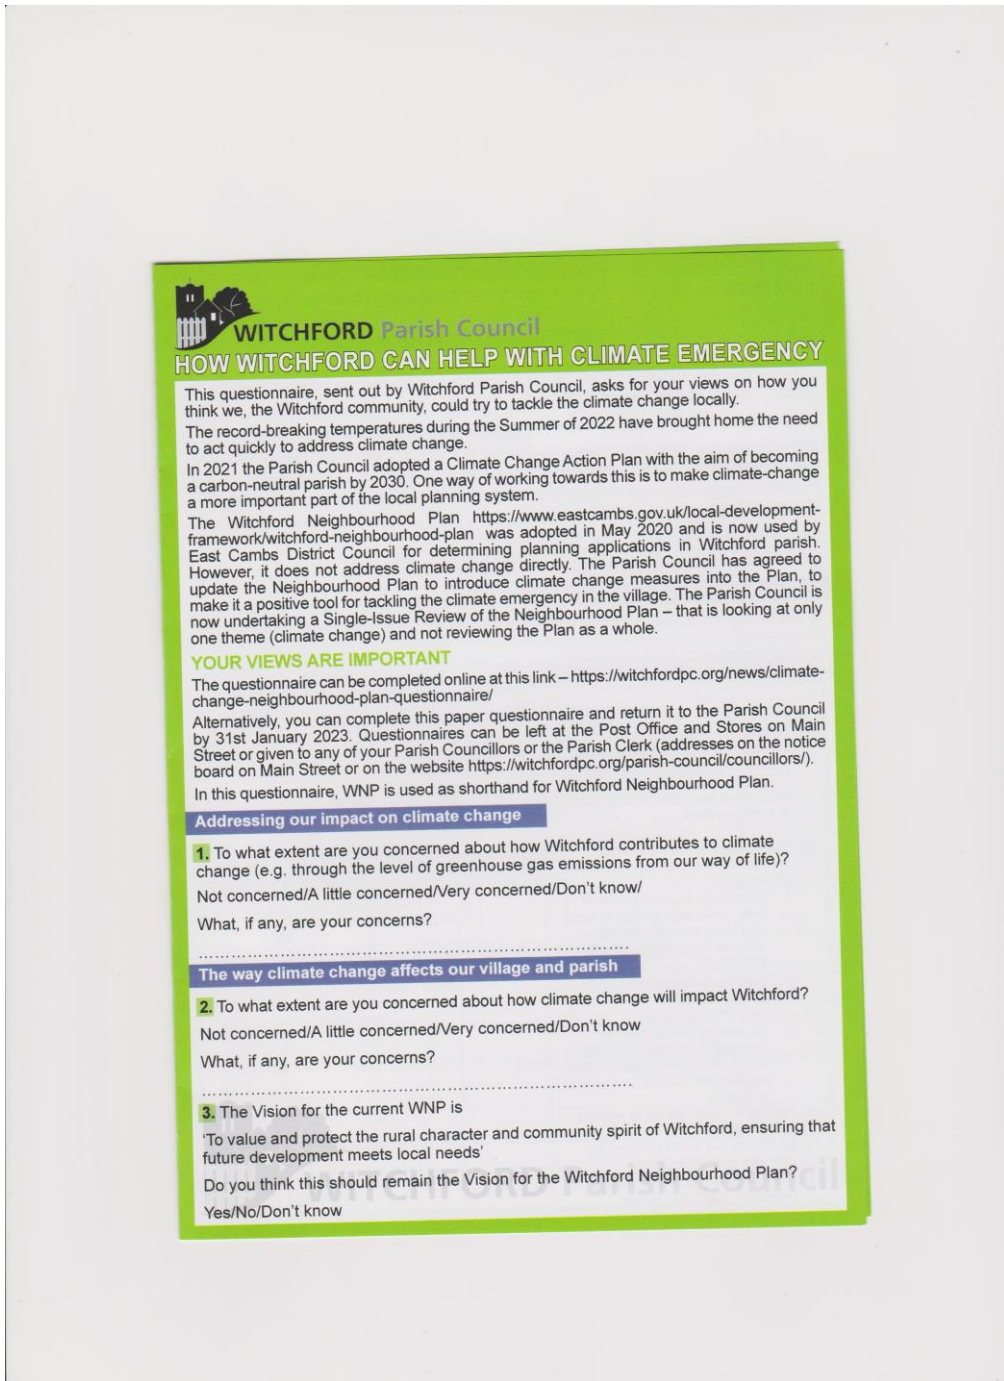 WITCHFORD Parish Council
HOW WITCHFORD CAN HELP WITH CLIMATE EMERGENCY
This questionnaire, sent out by Witchford Parish Council, asks for your views on how you
think we, the Witchford community, could try to tackle the climate change locally.
The record-breaking temperatures during the Summer of 2022 have brought home the need
to act quickly to address climate change.
In 2021 the Parish Council adopted a Climate Change Action Plan with the aim of becoming
a carbon-neutral parish by 2030. One way of working towards this is to make climate-change
a more important part of the local planning system.
The Witchford Neighbourhood Plan https://www.eastcambs.gov.uk/local-development-
framework/witchford-neighbourhood-plan was adopted in May 2020 and is now used by
East Cambs District Council for determining planning applications in Witchford parish.
However, it does not address climate change directly. The Parish Council has agreed to
update the Neighbourhood Plan to introduce climate change measures into the Plan, to
make it a positive tool for tackling the climate emergency in the village. The Parish Council is
now undertaking a Single-Issue Review of the Neighbourhood Plan – that is looking at only
one theme (climate change) and not reviewing the Plan as a whole.
YOUR VIEWS ARE IMPORTANT
The questionnaire can be completed online at this link – https://witchfordpc.org/news/climate-
change-neighbourhood-plan-questionnaire/
Alternatively, you can complete this paper questionnaire and return it to the Parish Council
by 31st January 2023. Questionnaires can be left at the Post Office and Stores on Main
Street or given to any of your Parish Councillors or the Parish Clerk (addresses on the notice
board on Main Street or on the website https://witchfordpc.org/parish-council/councillors/).
In this questionnaire, WNP is used as shorthand for Witchford Neighbourhood Plan.
Addressing our impact on climate change
1. To what extent are you concerned about how Witchford contributes to climate
change (e.g. through the level of greenhouse gas emissions from our way of life)?
Not concerned/A little concerned/Very concerned/Don't know/
What, if any, are your concerns?
The way climate change affects our village and parish
2. To what extent are you concerned about how climate change will impact Witchford?
Not concerned/A little concerned/Very concerned/Don't know
What, if any, are your concerns?
3. The Vision for the current WNP is
'To value and protect the rural character and community spirit of Witchford, ensuring that
future development meets local needs'
Do you think this should remain the Vision for the Witchford Neighbourhood Plan?
WITCHFORD Parish Council
Yes/No/Don't know